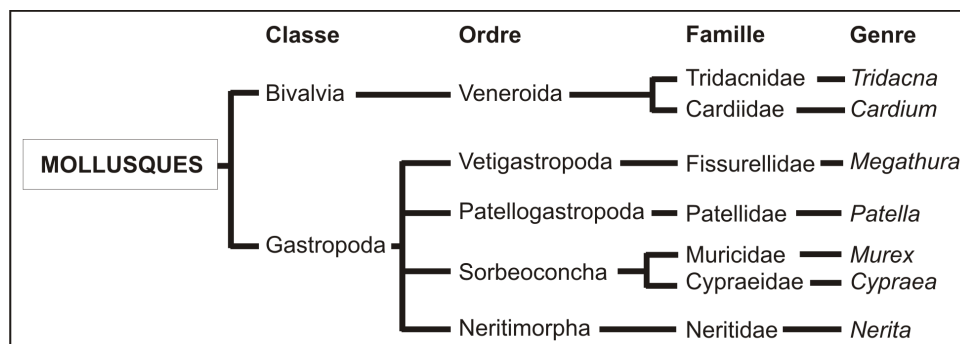 Classe Ordre Famille Genre
Tridacnidae Tridacna
Bivalvia Veneroida
Cardiidae Cardium
MOLLUSQUES Vetigastropoda Fissurellidae Megathura
Patellogastropoda Patellidae Patella
Gastropoda
Muricidae Murex
Sorbeoconcha
Cypraeidae Cypraea
Neritimorpha Neritidae Nerita